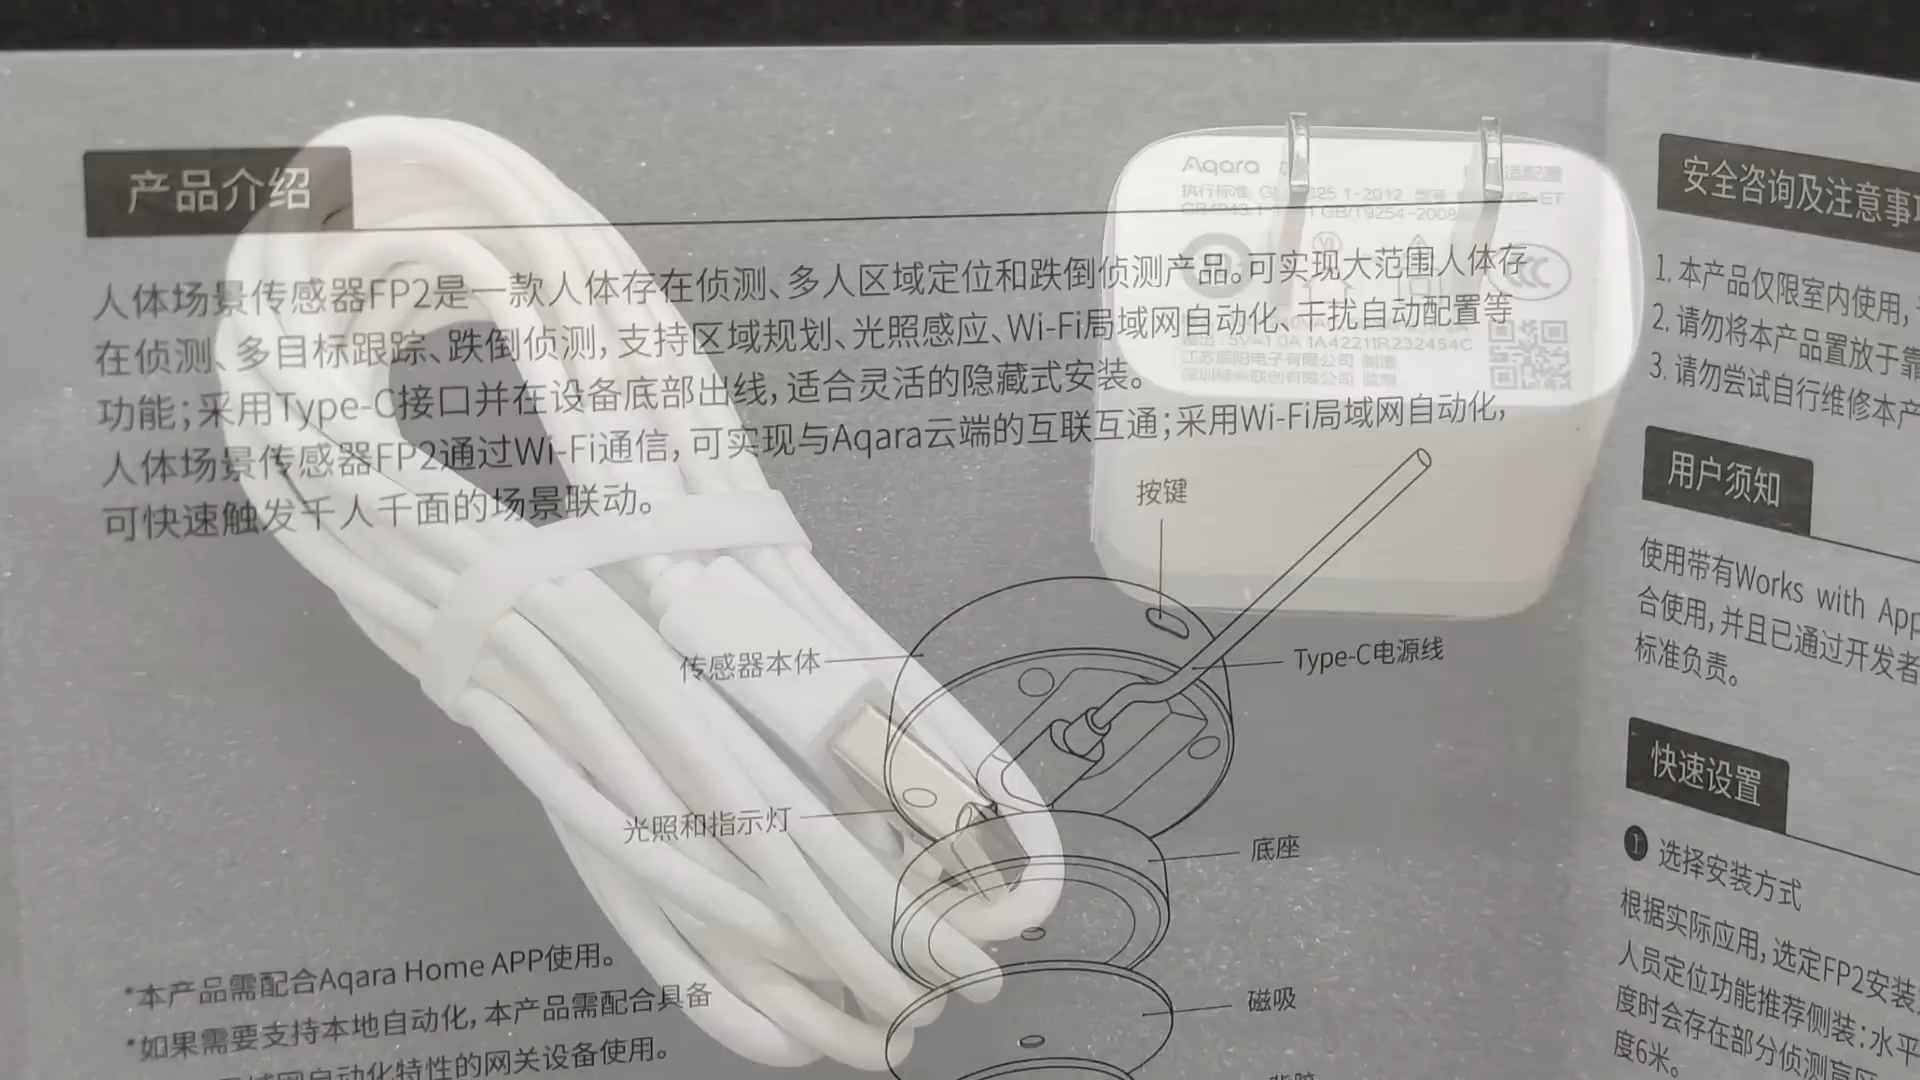 产品介绍
人体场景传感器FP2是一款人体存在侦测、多人区域定位和跌倒侦测产品。可实现大范围人体存
在侦测、多目标跟踪、跌倒侦测,支持区域规划、光照感应、Wi-Fi局域网自动化、干扰自动配置等
功能;采用Type-C接口并在设备底部出线,适合灵活的隐藏式安装。
人体场景传感器FP2通过Wi-Fi通信,可实现与Aqara云端的互联互通;采用Wi-Fi局域网自动化,
可快速触发千人千面的场景联动。
按键
传感器本体
Type-C电源线
光照和指示灯
底座
磁吸
*本产品需配合Aqara Home APP使用。
*如果需要支持本地自动化,本产品需配合具备
局域网自动化特性的网关设备使用。
Aqara
执行标准
1A42211R232454C
安全咨询及注意事
1. 本产品仅限室内使用,
2. 请勿将本产品置放于靠
3. 请勿尝试自行维修本产
用户须知
使用带有Works with App
合使用,并且已通过开发者
标准负责。
快速设置
1 选择安装方式
根据实际应用,选定FP2安装
人员定位功能推荐侧装:水平
度时会存在部分侦测盲区
度6米。